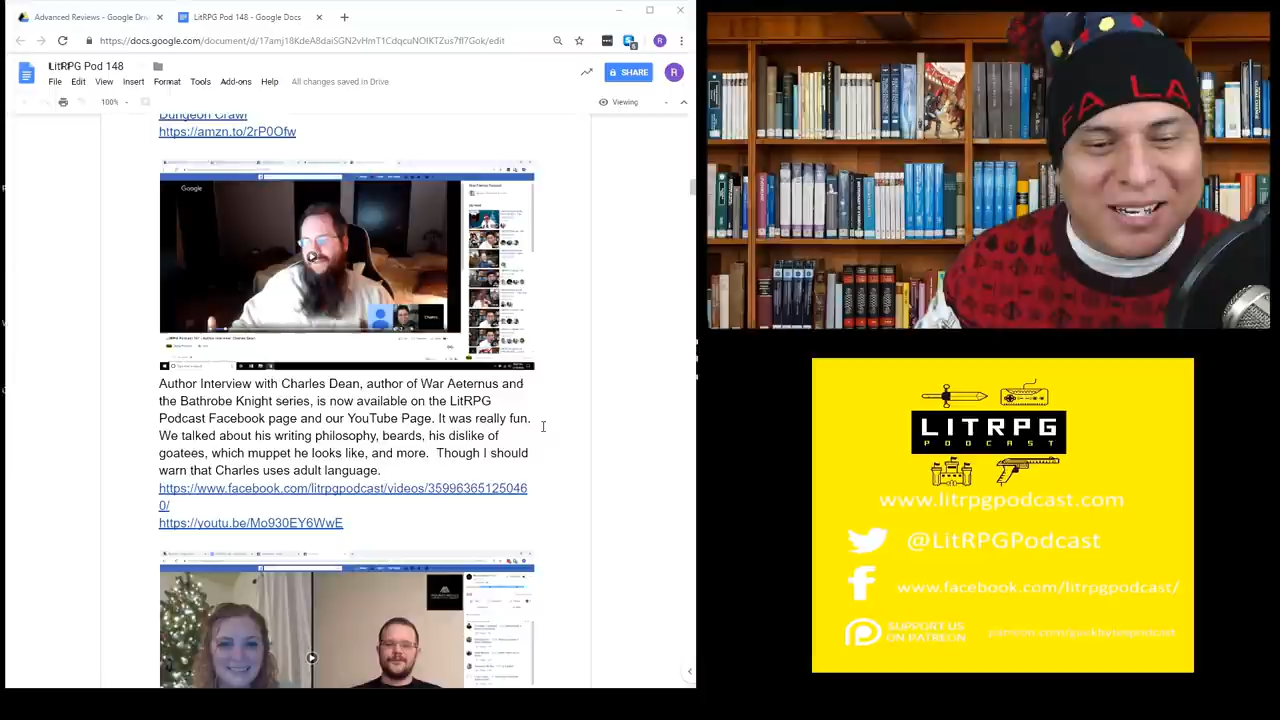 Advanced Reviews - Google Dri
LitRPG Pod 148 - Google Docs
https://docs.google.com/document/d/17amj18KdeA8daiSGN2vHmT1CdqcuNOIKTZus7fl7Gok/edit
LitRPG Pod 148
File Edit View Insert Format Tools Add-ons Help All changes saved in Drive
SHARE
R
100%
Viewing
Dungeon Crawl
https://amzn.to/2rP0Ofw
Google
Author Interview with Charles Dean, author of War Aeternus and
the Bathrobe Knight series, is now available on the LitRPG
Podcast Facebook page and our YouTube Page. It was really fun.
We talked about his writing philosophy, beards, his dislike of
goatees, which muppet he looks like, and more. Though I should
warn that Charles uses adult language.
https://www.facebook.com/litrpgpodcast/videos/35996365125046
0/
https://youtu.be/Mo930EY6WwE
FA LA
LITRPG
PODCAST
www.litrpgpodcast.com
@LitRPGPodcast
www.facebook.com/litrpgpodcast/
SUPPORT US
ON PATREON
patreon.com/geekbytespodcast